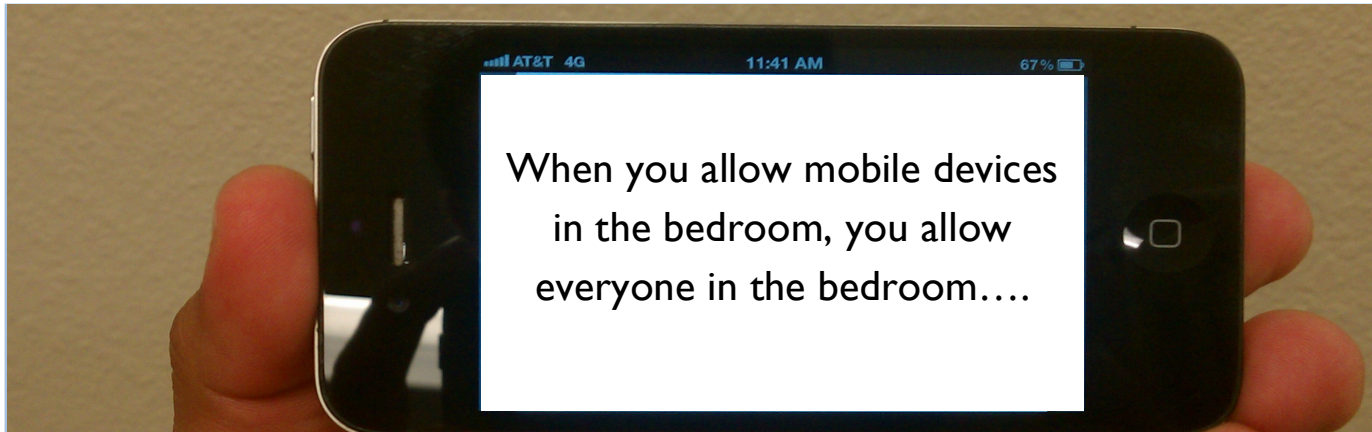 AT&T 4G 11:41 AM 67%
When you allow mobile devices
in the bedroom, you allow
everyone in the bedroom....